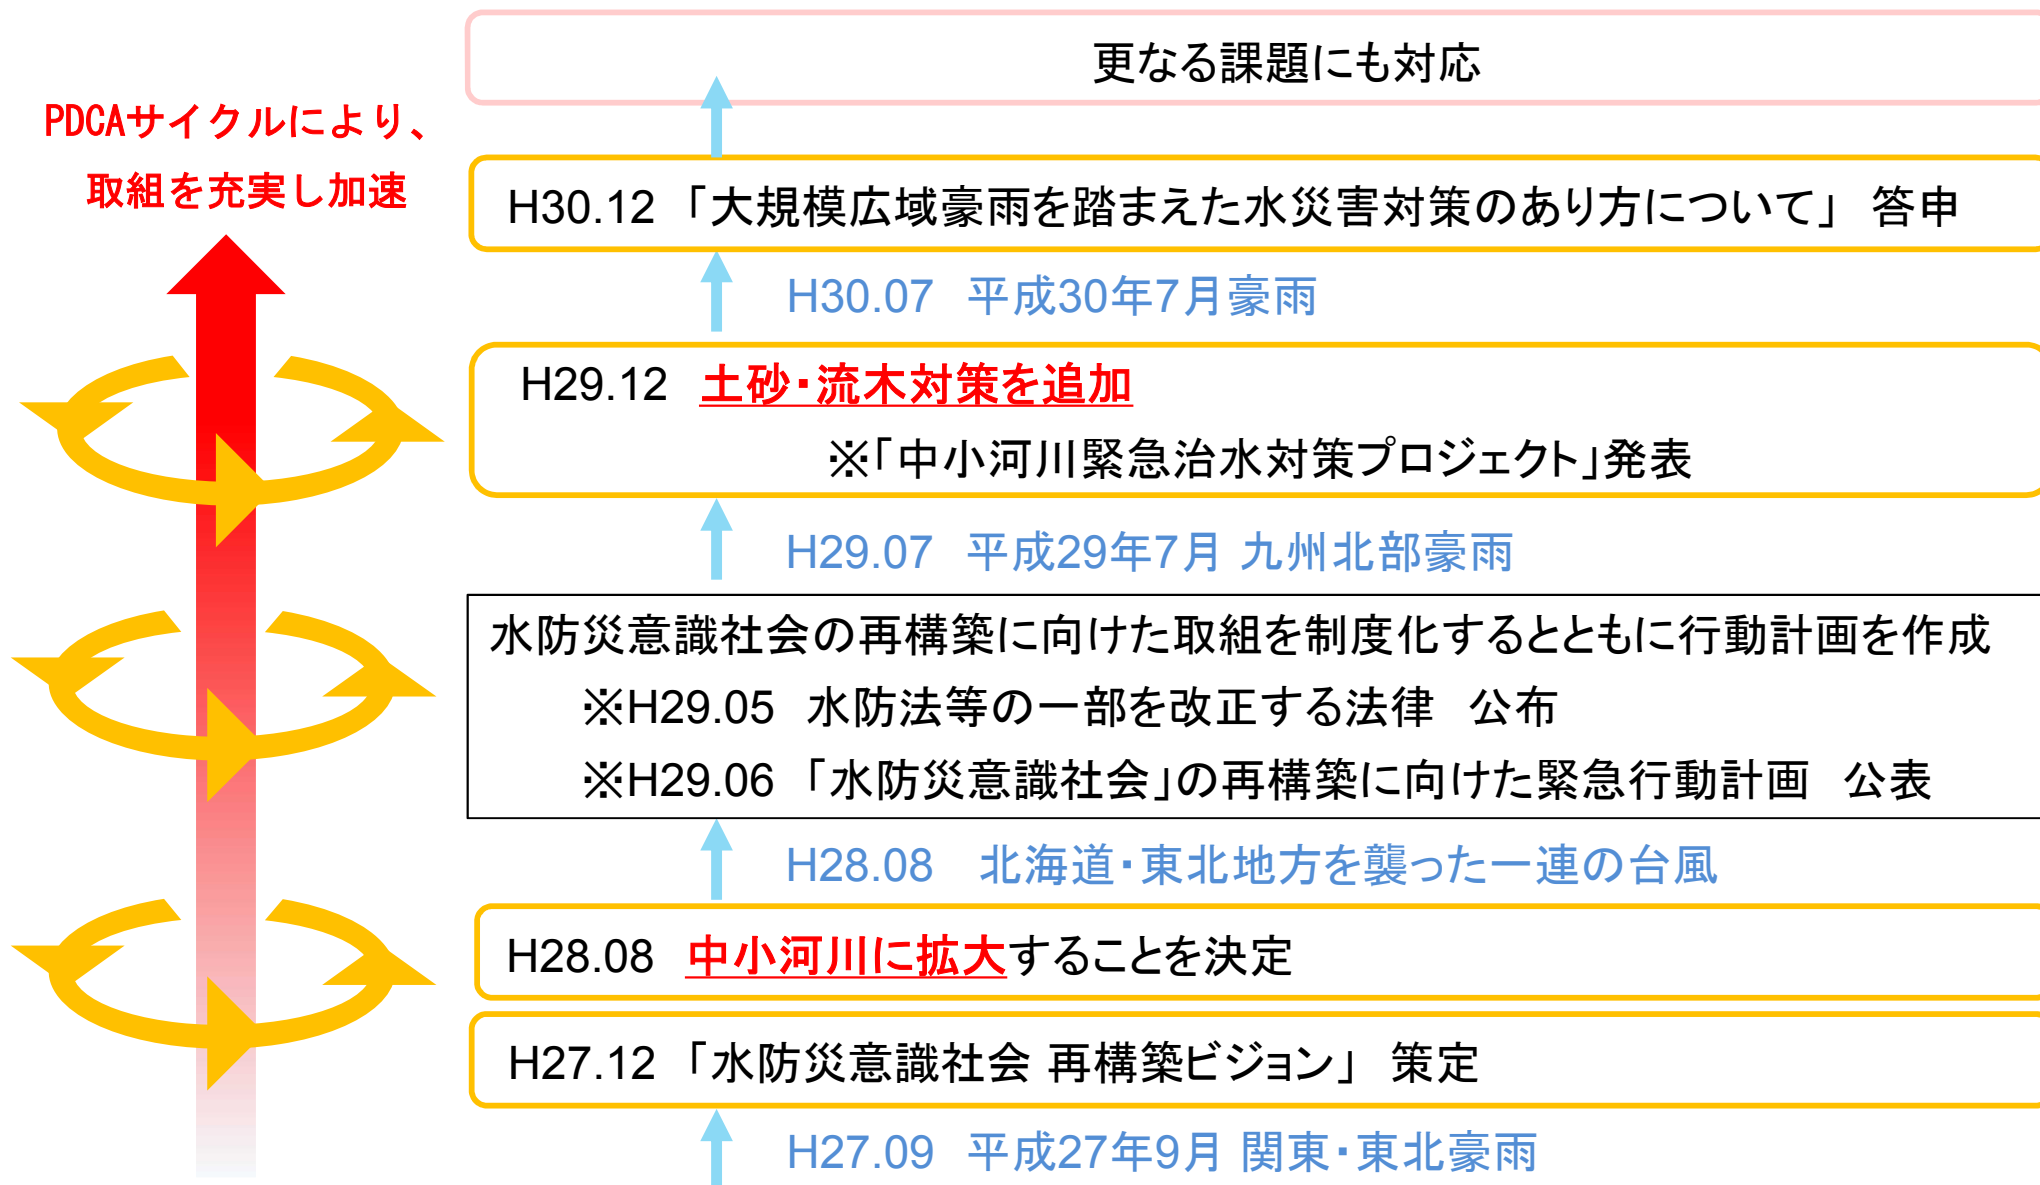 更なる課題にも対応
PDCAサイクルにより、
取組を充実し加速
H30.12 「大規模広域豪雨を踏まえた水災害対策のあり方について」 答申
H30.07 平成30年7月豪雨
H29.12 土砂・流木対策を追加
※「中小河川緊急治水対策プロジェクト」発表
H29.07 平成29年7月 九州北部豪雨
水防災意識社会の再構築に向けた取組を制度化するとともに行動計画を作成
※H29.05 水防法等の一部を改正する法律 公布
※H29.06 「水防災意識社会」の再構築に向けた緊急行動計画 公表
H28.08 北海道・東北地方を襲った一連の台風
H28.08 中小河川に拡大することを決定
H27.12 「水防災意識社会 再構築ビジョン」 策定
H27.09 平成27年9月 関東・東北豪雨